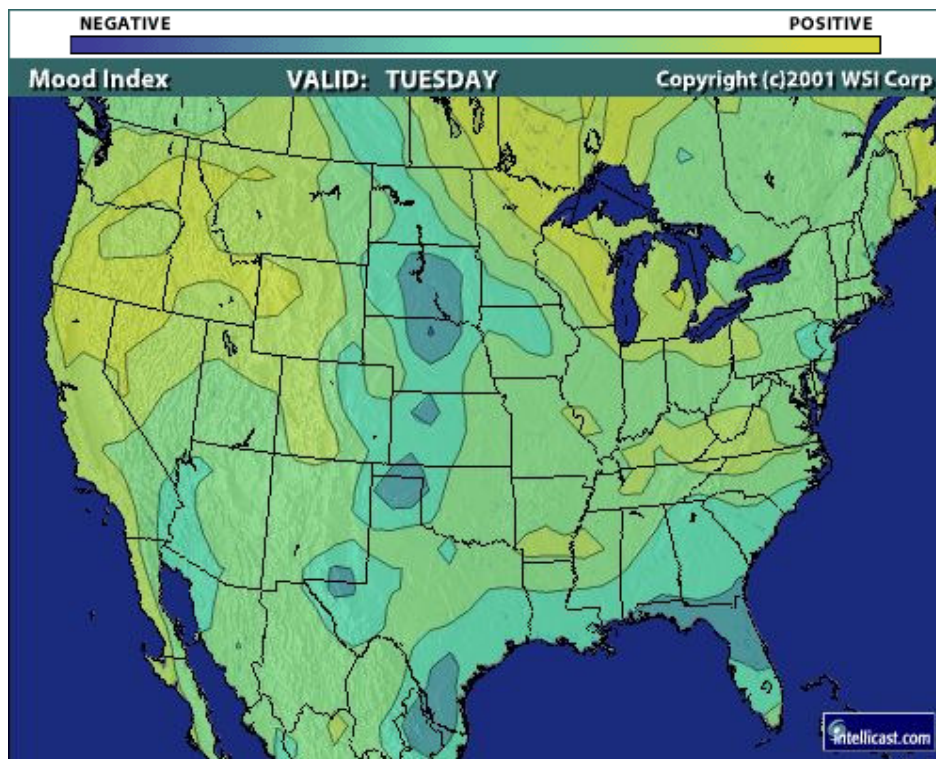 NEGATIVE POSITIVE
Mood Index VALID: TUESDAY Copyright (c)2001 WSI Corp
intellicast.com